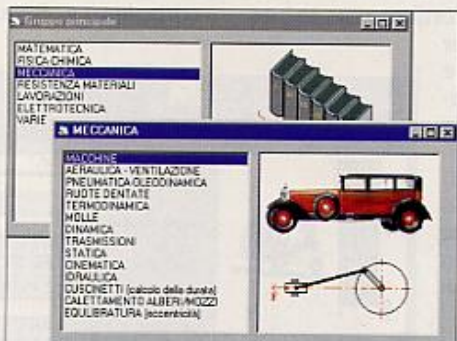 Gruppo principale
MATEMATICA
FISICA-CHIMICA
MECCANICA
RESISTENZA MATERIALI
LAVORAZIONI
ELETTROTECNICA
VARIE
MECCANICA
MACCHINE
AERAULICA - VENTILAZIONE
PNEUMATICA-OLEODINAMICA
RUOTE DENTATE
TERMODINAMICA
MOLLE
DINAMICA
TRASMISSIONI
STATICA
CINEMATICA
IDRAULICA
CUSCINETTI (calcolo della durata)
CALETTAMENTO ALBERI/MOZZI
EQUILIBRATURA (eccentricità)